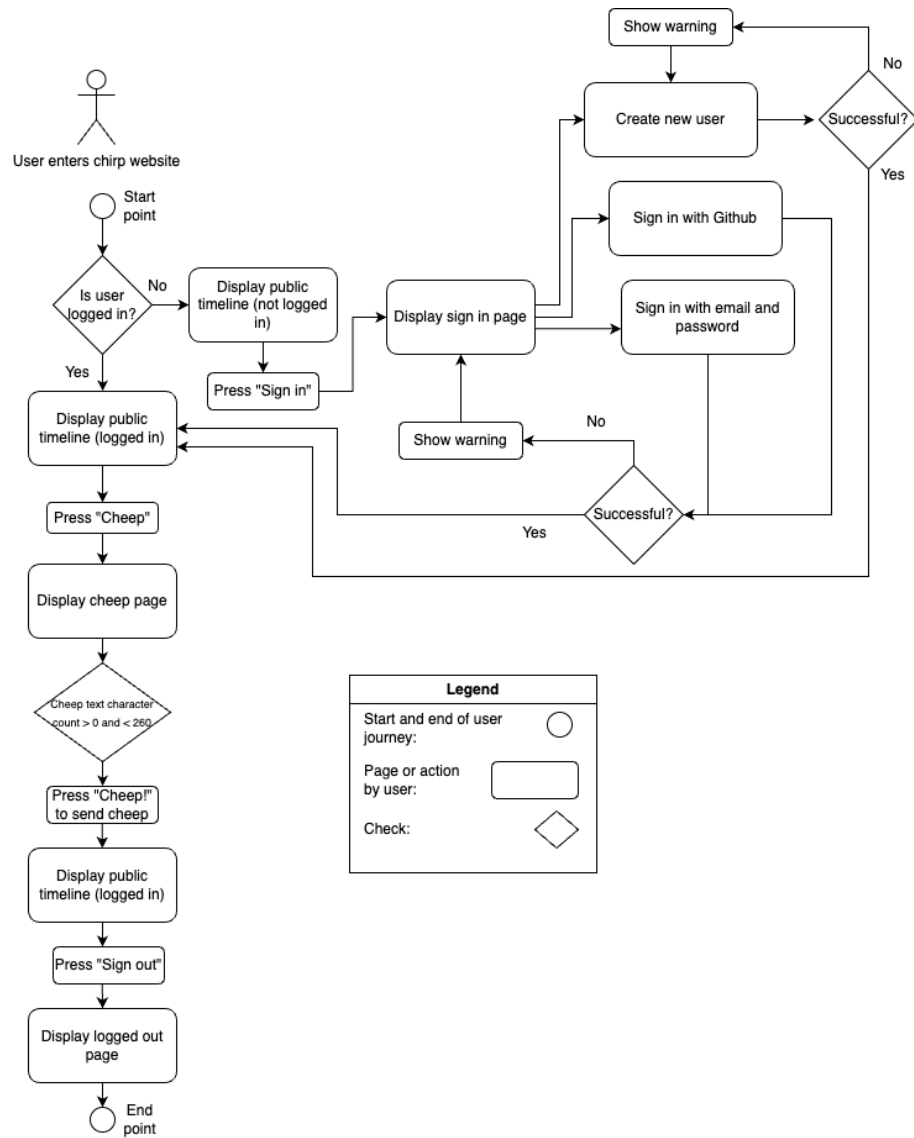 Show warning
No
Create new user
Successful?
Yes
User enters chirp website
Start
point
Sign in with Github
Is user
logged in?
No
Display public
timeline (not logged
in)
Display sign in page
Sign in with email and
password
Yes
Press "Sign in"
Display public
timeline (logged in)
Show warning
No
Successful?
Yes
Press "Cheep"
Display cheep page
Cheep text character
count > 0 and < 260
Legend
Start and end of user
journey:
Page or action
by user:
Check:
Press "Cheep!"
to send cheep
Display public
timeline (logged in)
Press "Sign out"
Display logged out
page
End
point